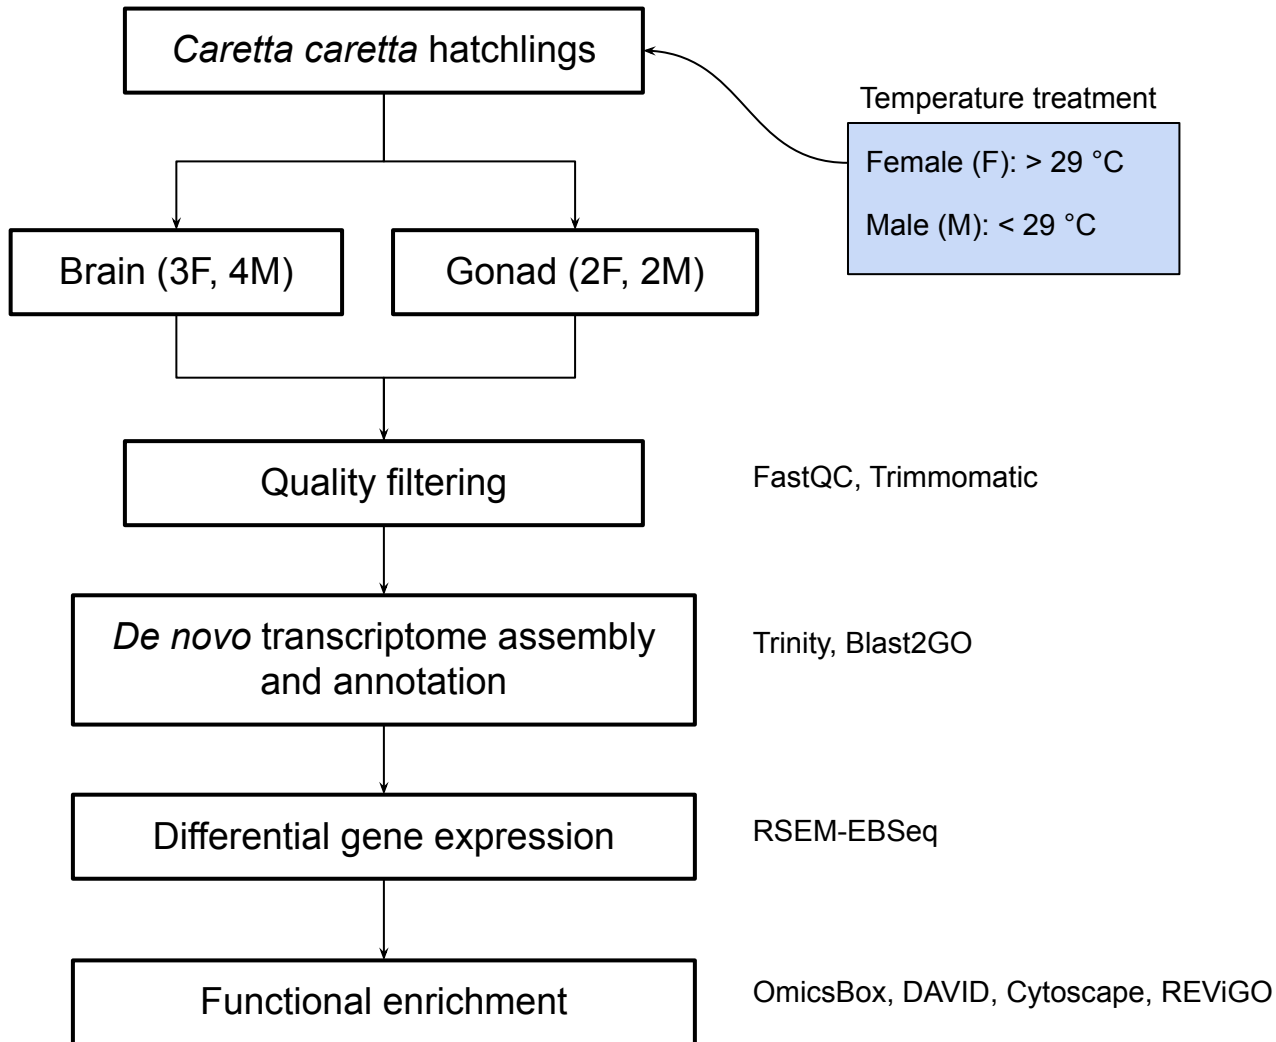 Caretta caretta hatchlings
Temperature treatment
Female (F): > 29 °C
Male (M): < 29 °C
Brain (3F, 4M)
Gonad (2F, 2M)
Quality filtering
FastQC, Trimmomatic
De novo transcriptome assembly
and annotation
Trinity, Blast2GO
Differential gene expression
RSEM-EBSeq
Functional enrichment
OmicsBox, DAVID, Cytoscape, REViGO